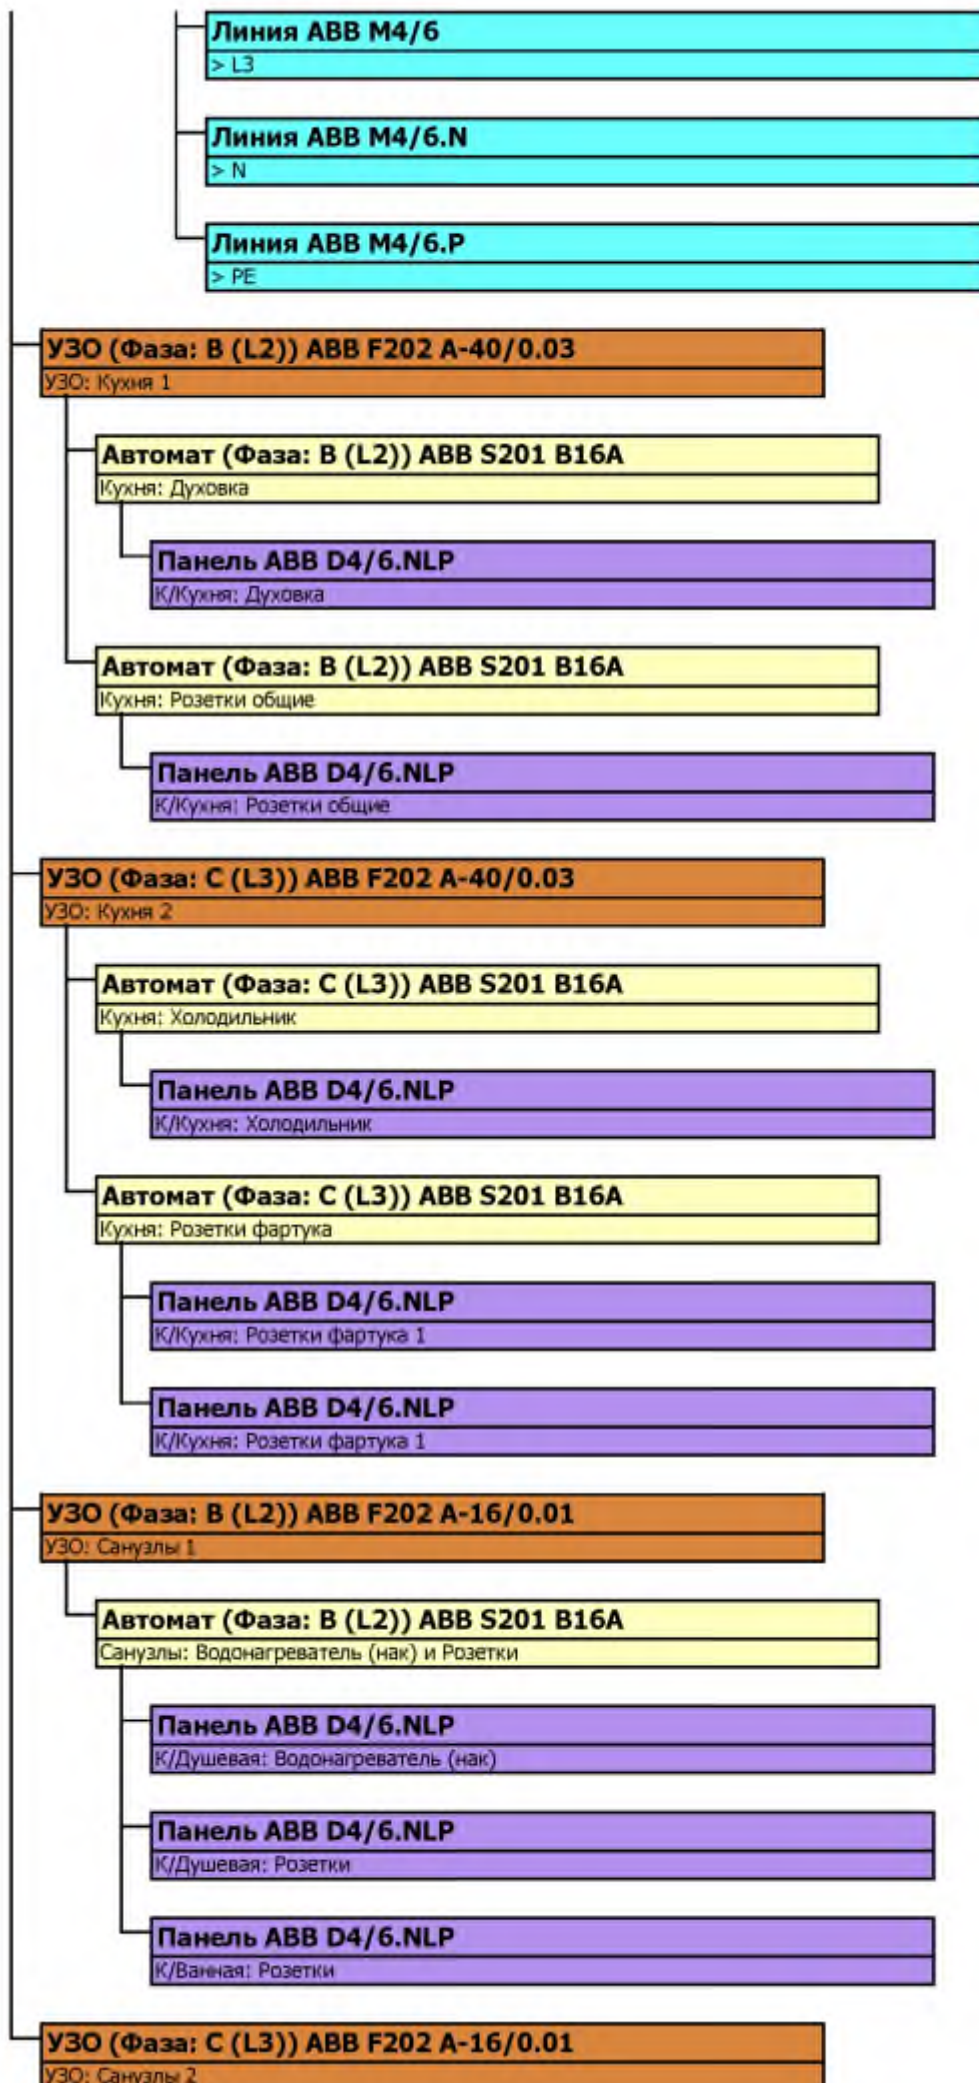 Линия ABB M4/6
> L3
Линия ABB M4/6.N
> N
Линия ABB M4/6.P
> PE
УЗО (Фаза: B (L2)) ABB F202 A-40/0.03
УЗО: Кухня 1
Автомат (Фаза: B (L2)) ABB S201 B16A
Кухня: Духовка
Панель ABB D4/6.NLP
К/Кухня: Духовка
Автомат (Фаза: B (L2)) ABB S201 B16A
Кухня: Розетки общие
Панель ABB D4/6.NLP
К/Кухня: Розетки общие
УЗО (Фаза: C (L3)) ABB F202 A-40/0.03
УЗО: Кухня 2
Автомат (Фаза: C (L3)) ABB S201 B16A
Кухня: Холодильник
Панель ABB D4/6.NLP
К/Кухня: Холодильник
Автомат (Фаза: C (L3)) ABB S201 B16A
Кухня: Розетки фартука
Панель ABB D4/6.NLP
К/Кухня: Розетки фартука 1
Панель ABB D4/6.NLP
К/Кухня: Розетки фартука 1
УЗО (Фаза: B (L2)) ABB F202 A-16/0.01
УЗО: Санузлы 1
Автомат (Фаза: B (L2)) ABB S201 B16A
Санузлы: Водонагреватель (нак) и Розетки
Панель ABB D4/6.NLP
К/Душевая: Водонагреватель (нак)
Панель ABB D4/6.NLP
К/Душевая: Розетки
Панель ABB D4/6.NLP
К/Ванная: Розетки
УЗО (Фаза: C (L3)) ABB F202 A-16/0.01
УЗО: Санузлы 2